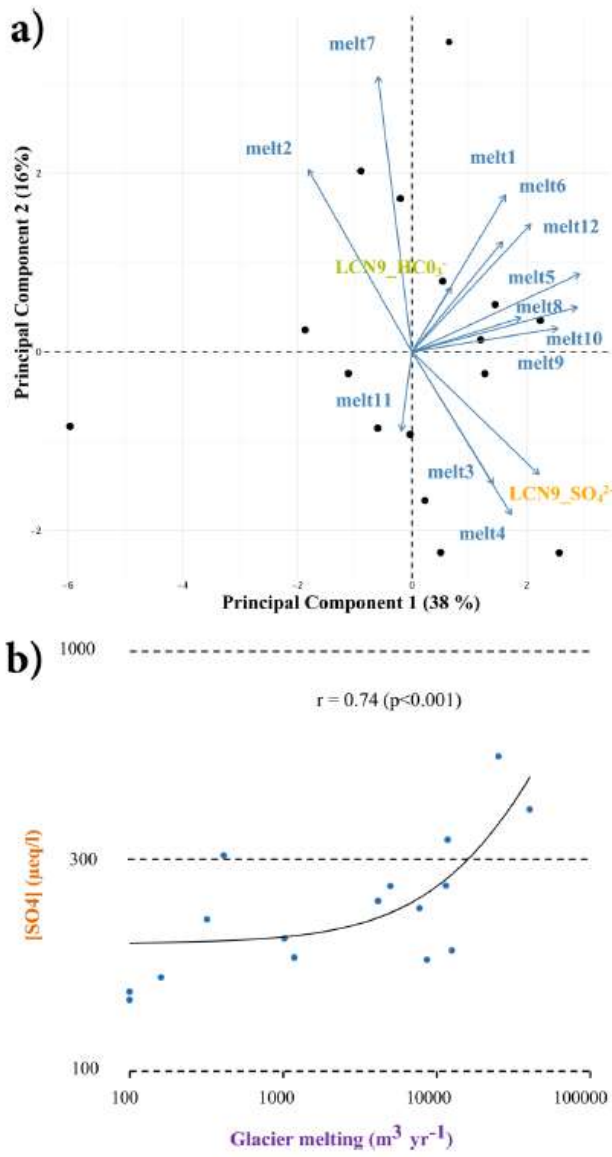 a)
melt7
melt2
melt1
melt6
melt12
LCN9_HC0₃⁻
melt5
melt8
melt10
melt9
melt11
melt3
LCN9_SO₄²⁻
melt4
2
0
-2
-6
-4
-2
0
2
Principal Component 2 (16%)
Principal Component 1 (38 %)
b)
1000
r = 0.74 (p<0.001)
[SO4] (µeq/l)
300
100
100
1000
10000
100000
Glacier melting (m³ yr⁻¹)